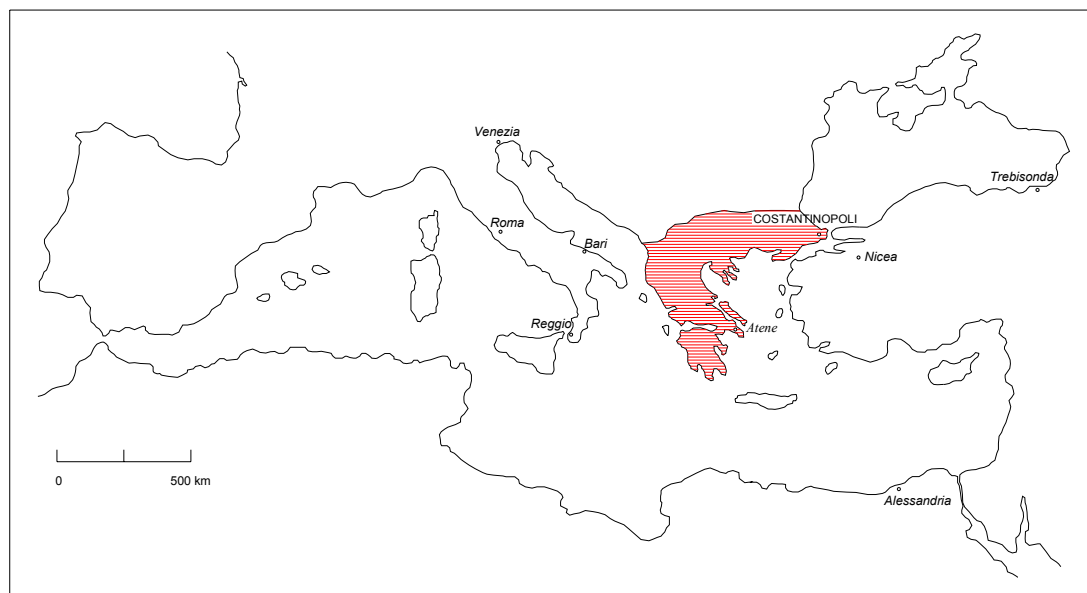 Venezia
Trebisonda
COSTANTINOPOLI
Roma
Bari
Nicea
Reggio
Atene
0 500 km
Alessandria